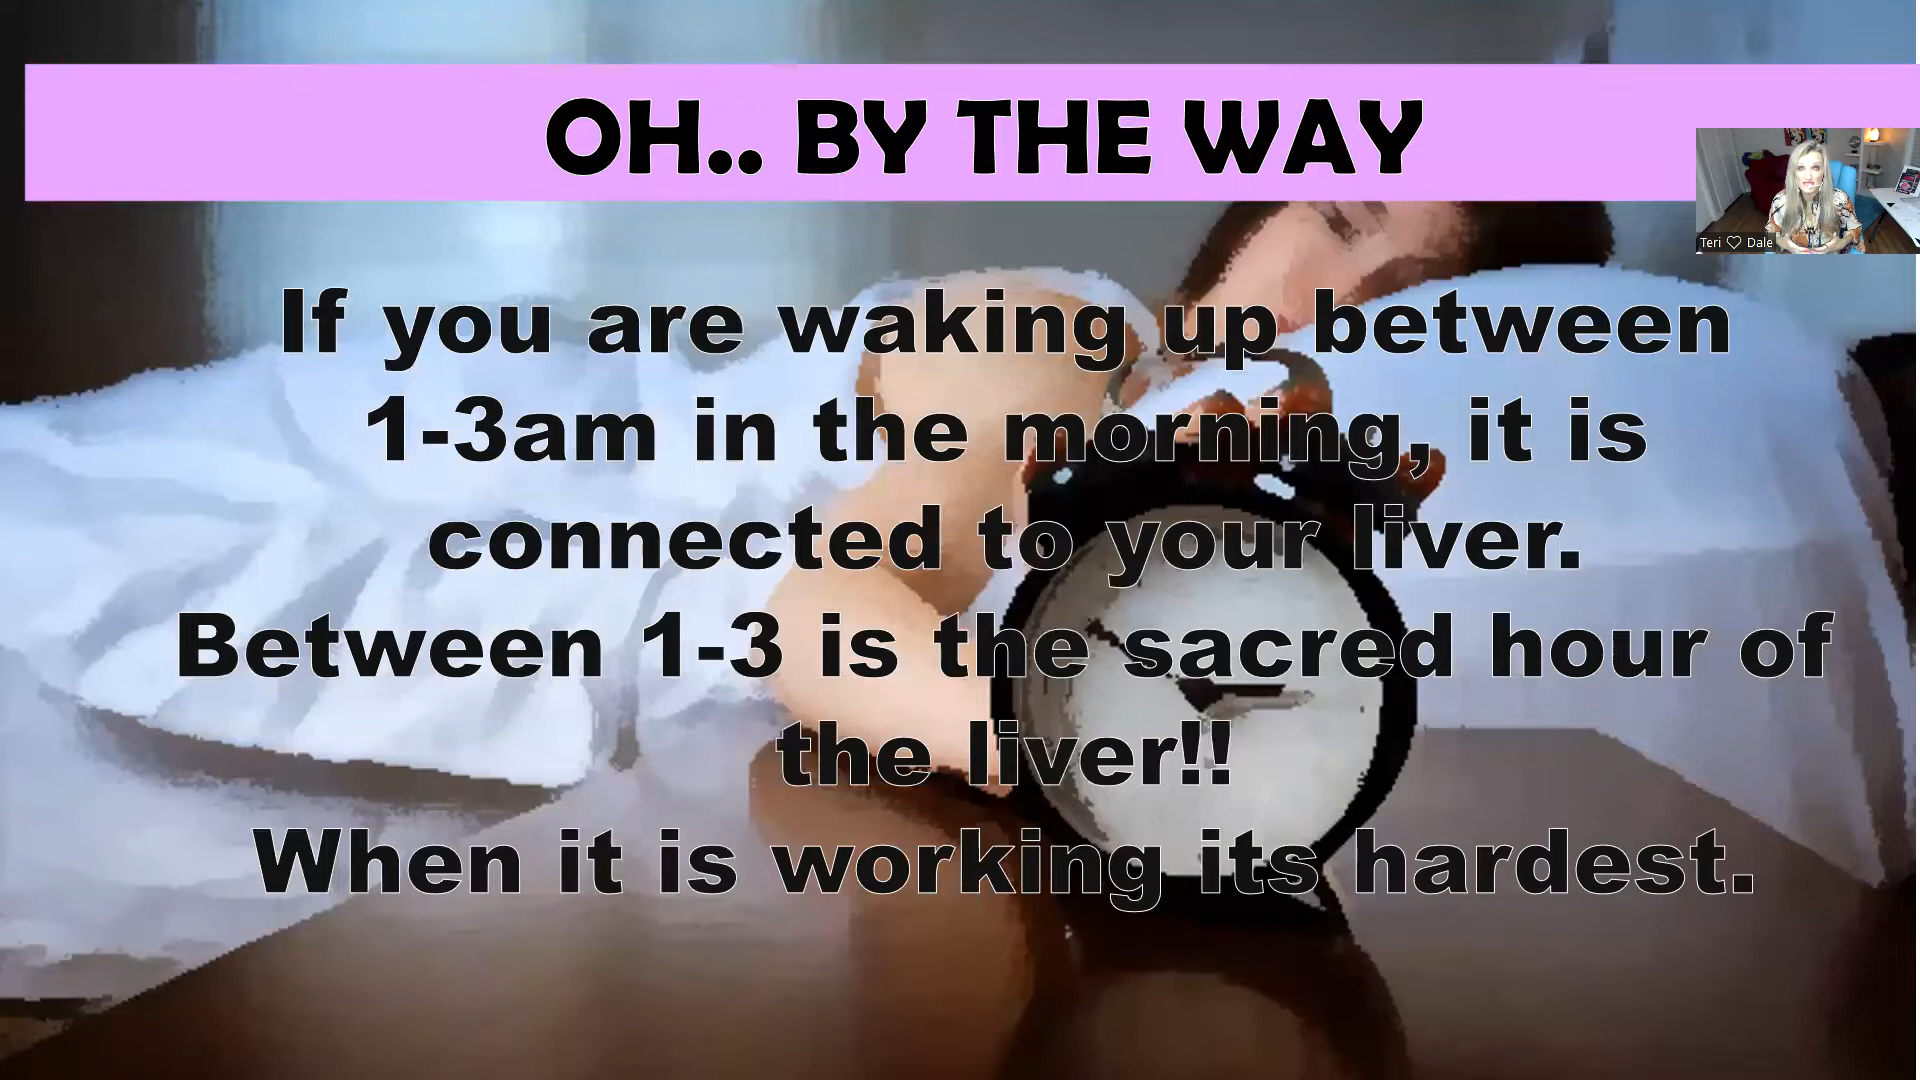 OH.. BY THE WAY
Teri ♡ Dale
If you are waking up between
1-3am in the morning, it is
connected to your liver.
Between 1-3 is the sacred hour of
the liver!!
When it is working its hardest.